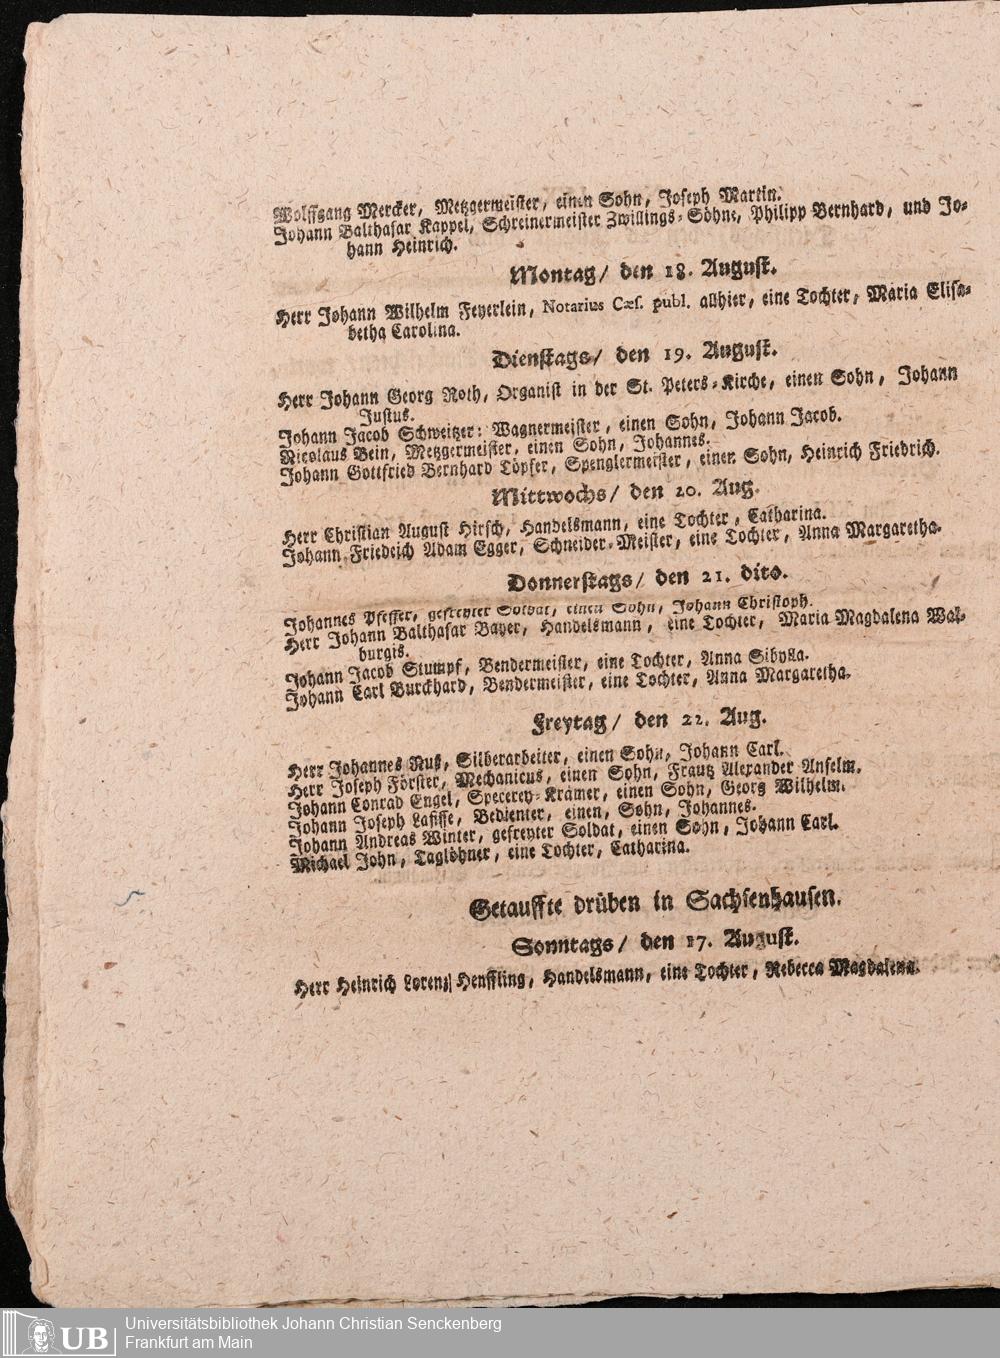 Wolffgang Mercker, Metzgermeister, einen Sohn, Joseph Martin.
Johann Balthasar Kappel, Schreinermeister Zwillings-Söhne, Philipp Bernhard, und Jo-
hann Heinrich.
Montag/ den 18. August.
Herr Johann Wilhelm Feyerlein, Notarius Cæs. publ. allhier, eine Tochter, Maria Elisa-
betha Carolina.
Dienstags/ den 19. August.
Herr Johann Georg Roth, Organist in der St. Peters-Kirche, einen Sohn, Johann
Justus.
Johann Jacob Schweitzer: Wagnermeister, einen Sohn, Johann Jacob.
Nicolaus Bein, Metzgermeister, einen Sohn, Johannes.
Johann Gottfried Bernhard Töpfer, Spenglermeister, einen Sohn, Heinrich Friedrich.
Mittwochs/ den 20. Aug.
Herr Christian August Hirsch, Handelsmann, eine Tochter, Catharina.
Johann Friedrich Adam Egger, Schneider-Meister, eine Tochter, Anna Margaretha.
Donnerstags/ den 21. dito.
Johannes Pfeffer, gefreyter Soldat, einen Sohn, Johann Christoph.
Herr Johann Balthasar Bayer, Handelsmann, eine Tochter, Maria Magdalena Wal-
burgis.
Johann Jacob Stumpf, Bendermeister, eine Tochter, Anna Sibylla.
Johann Carl Burckhard, Bendermeister, eine Tochter, Anna Margaretha.
Freytag/ den 22. Aug.
Herr Johannes Nuß, Silberarbeiter, einen Sohn, Johann Carl.
Herr Joseph Förster, Mechanicus, einen Sohn, Frantz Alexander Anselm.
Johann Conrad Engel, Specerey-Krämer, einen Sohn, Georg Wilhelm.
Johann Joseph Lafisse, Bedienter, einen, Sohn, Johannes.
Johann Andreas Winter, gefreyter Soldat, einen Sohn, Johann Carl.
Michael John, Taglöhner, eine Tochter, Catharina.
Getauffte drüben in Sachsenhausen.
Sonntags/ den 17. August.
Herr Heinrich Lorenz Henffling, Handelsmann, eine Tochter, Rebecca Magdalena.
UB
Universitätsbibliothek Johann Christian Senckenberg
Frankfurt am Main